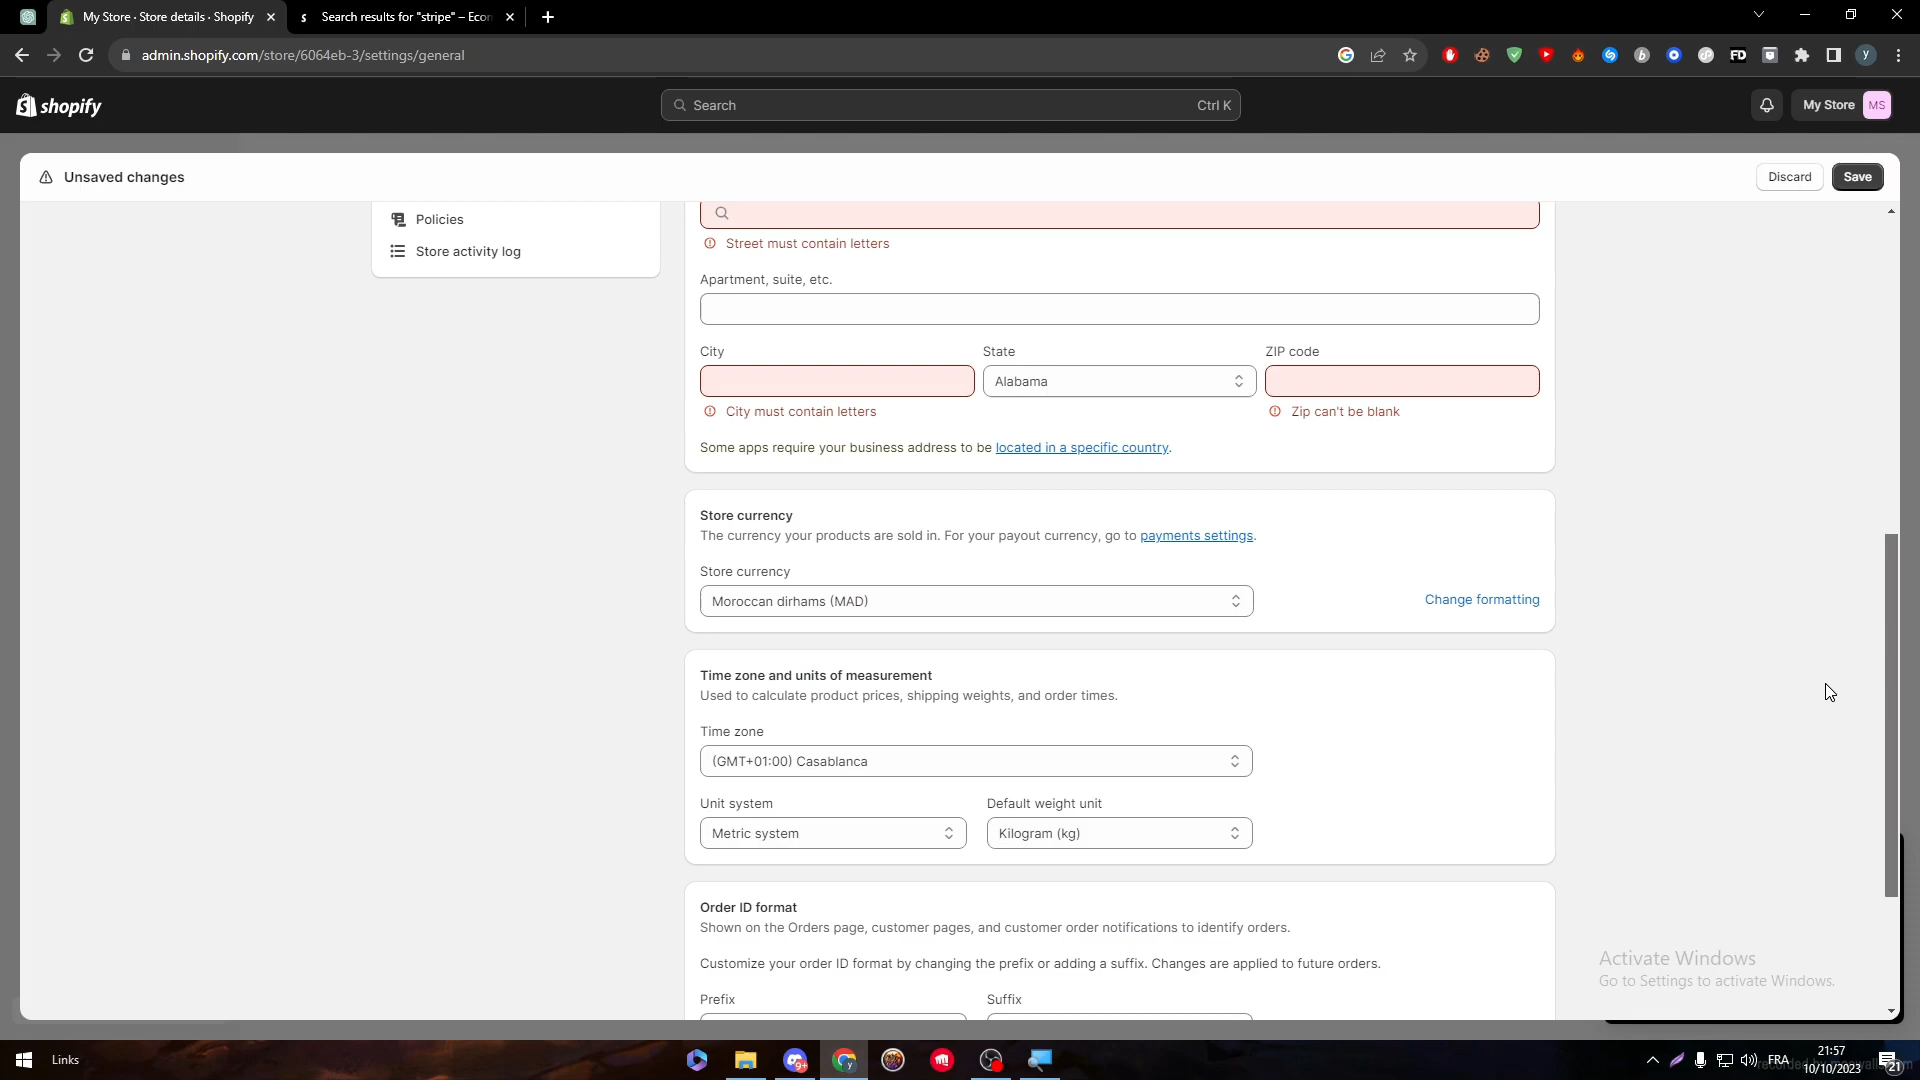 My Store · Store details · Shopify
Search results for "stripe" – Econ
admin.shopify.com/store/6064eb-3/settings/general
FD
y
shopify
Search
Ctrl K
My Store
MS
Unsaved changes
Discard
Save
Policies
Store activity log
Street must contain letters
Apartment, suite, etc.
City
State
ZIP code
Alabama
City must contain letters
Zip can't be blank
Some apps require your business address to be located in a specific country.
Store currency
The currency your products are sold in. For your payout currency, go to payments settings.
Store currency
Moroccan dirhams (MAD)
Change formatting
Time zone and units of measurement
Used to calculate product prices, shipping weights, and order times.
Time zone
(GMT+01:00) Casablanca
Unit system
Default weight unit
Metric system
Kilogram (kg)
Order ID format
Shown on the Orders page, customer pages, and customer order notifications to identify orders.
Customize your order ID format by changing the prefix or adding a suffix. Changes are applied to future orders.
Prefix
Suffix
Activate Windows
Go to Settings to activate Windows.
Links
9+
FRA
21:57
10/10/2023
21